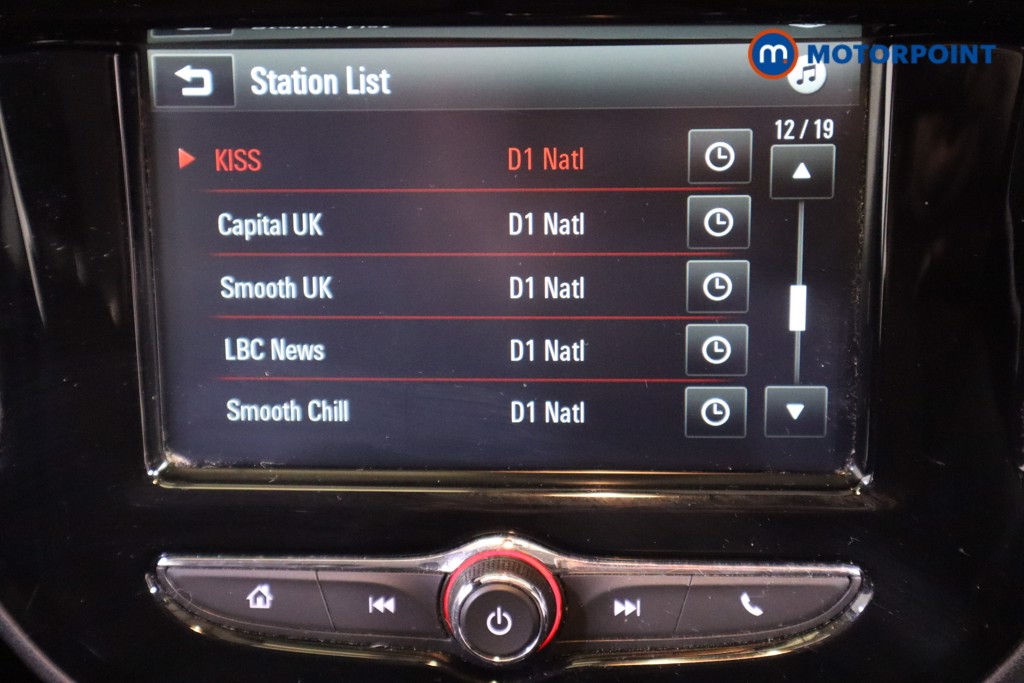 m MOTORPOINT
Station List
12 / 19
KISS D1 Natl
Capital UK D1 Natl
Smooth UK D1 Natl
LBC News D1 Natl
Smooth Chill D1 Natl